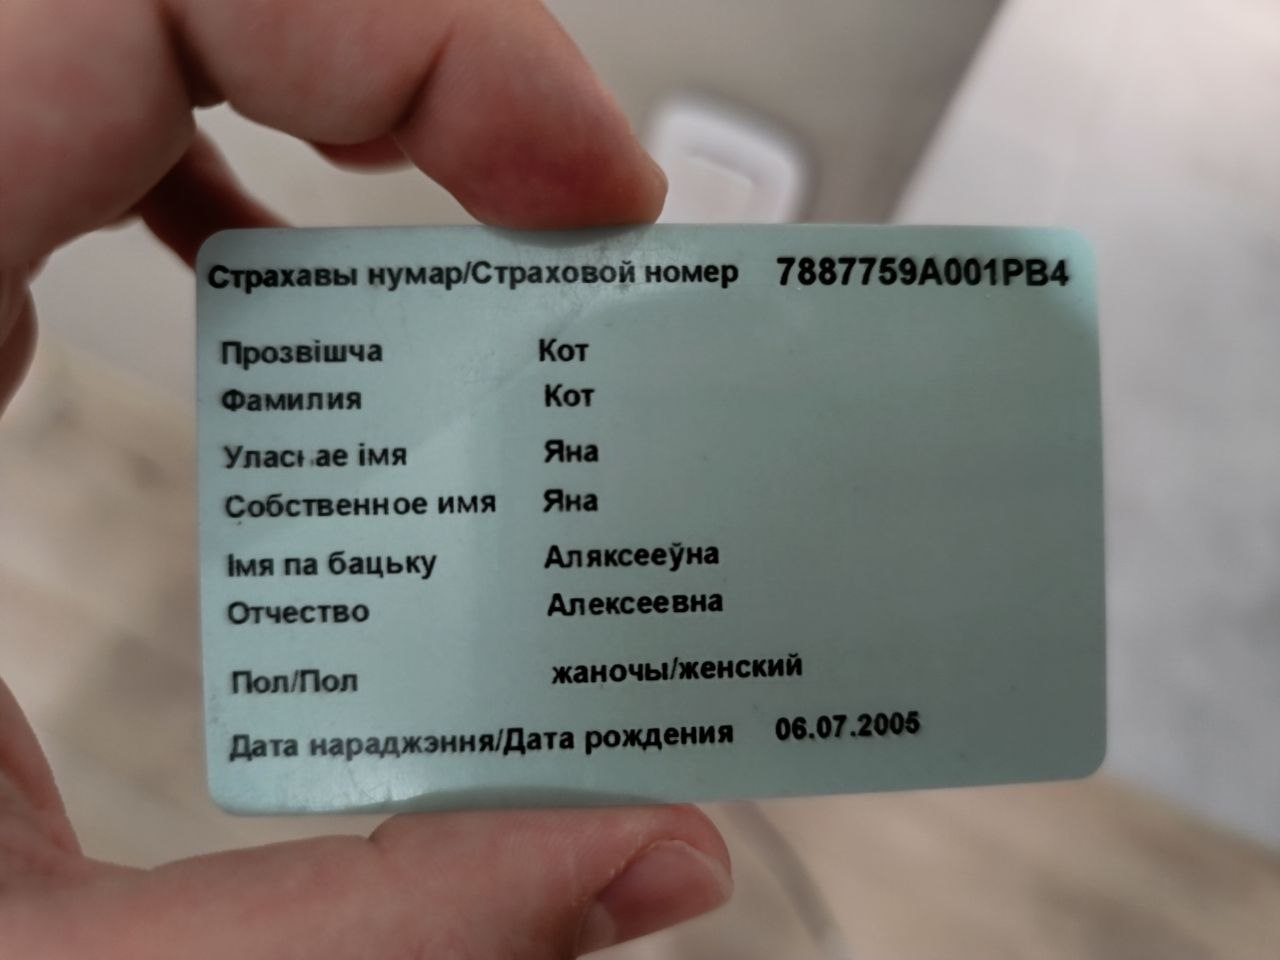 Страхавы нумар/Страховой номер 7887759А001РВ4
Прозвішча Кот
Фамилия Кот
Уласнае імя Яна
Собственное имя Яна
Імя па бацьку Аляксееўна
Отчество Алексеевна
Пол/Пол жаночы/женский
Дата нараджэння/Дата рождения 06.07.2005